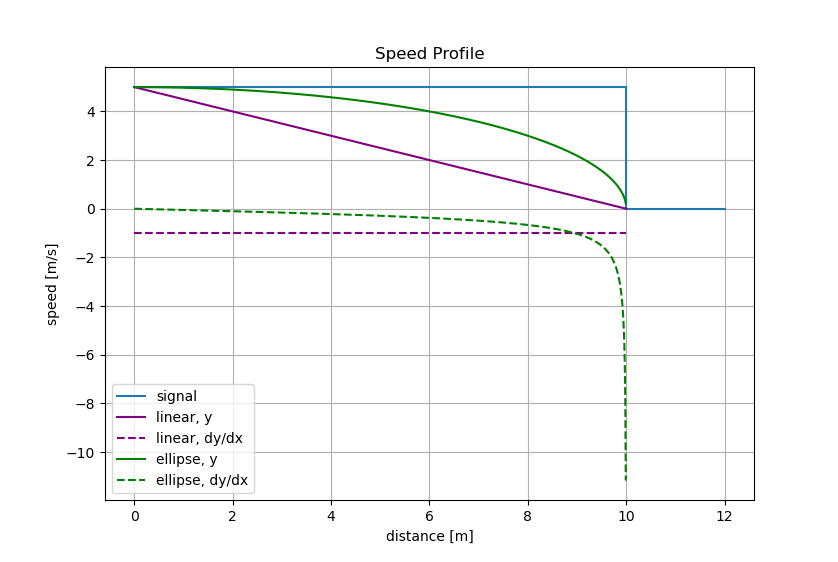 Speed Profile
speed [m/s]
4
2
0
−2
−4
−6
−8
−10
signal
linear, y
linear, dy/dx
ellipse, y
ellipse, dy/dx
0 2 4 6 8 10 12
distance [m]